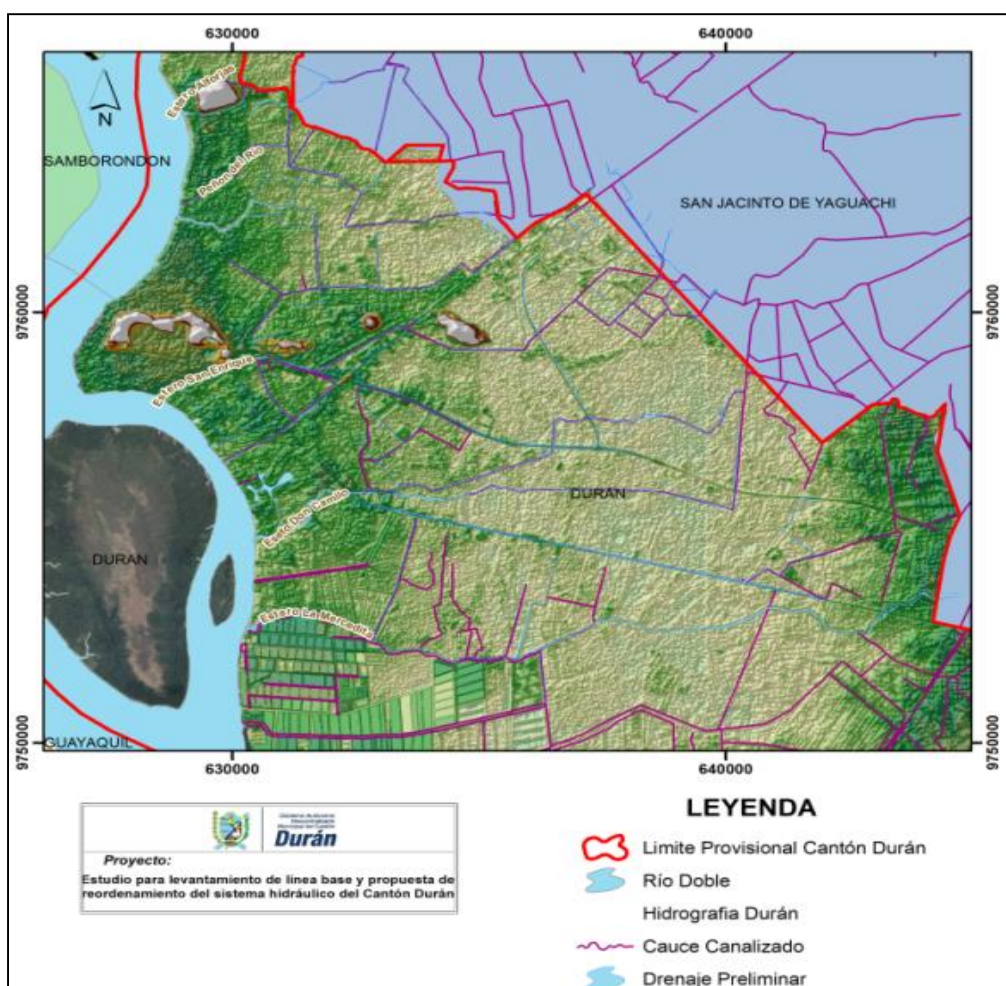 630000
640000
N
Estero Alforjas
SAMBORONDON
Peñon del Río
SAN JACINTO DE YAGUACHI
9760000
9760000
Estero San Enrique
DURAN
Estero Don Camilo
DURAN
Estero La Mercedita
GUAYAQUIL
9750000
9750000
630000
640000
LEYENDA
Durán
Limite Provisional Cantón Durán
Proyecto:
Estudio para levantamiento de línea base y propuesta de
reordenamiento del sistema hidráulico del Cantón Durán
Río Doble
Hidrografia Durán
Cauce Canalizado
Drenaje Preliminar